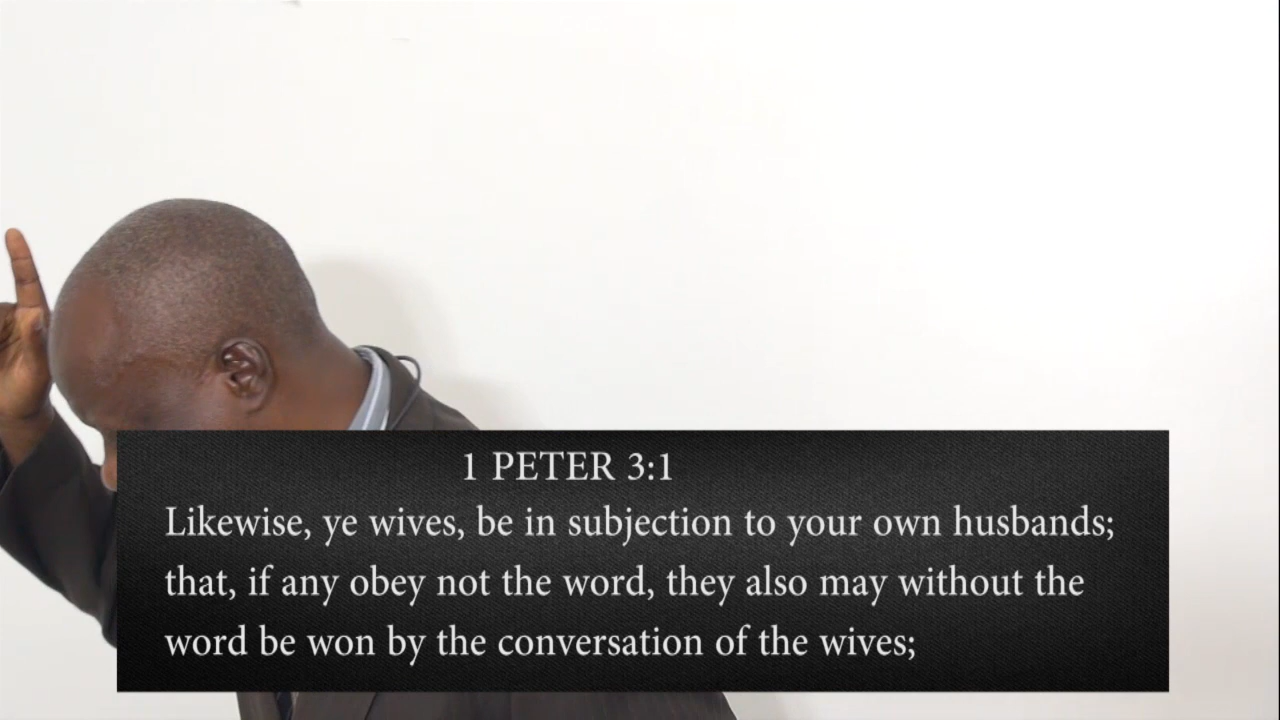 1 PETER 3:1
Likewise, ye wives, be in subjection to your own husbands;
that, if any obey not the word, they also may without the
word be won by the conversation of the wives;